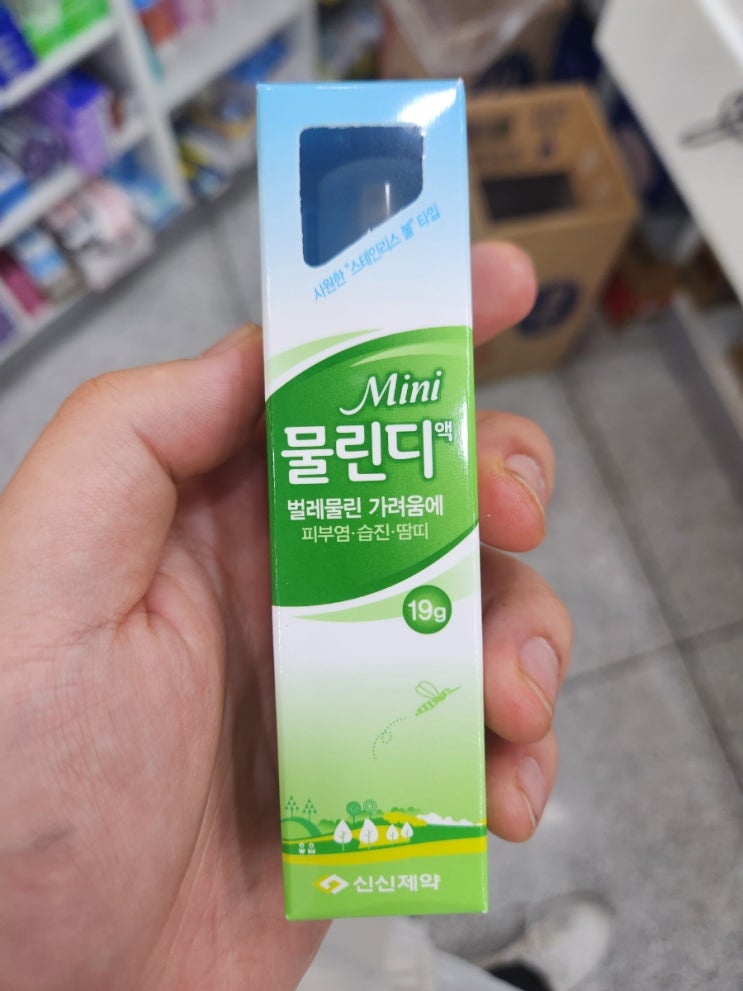 시원한 "스테인리스 볼" 타입
Mini
물린디액
벌레물린 가려움에
피부염·습진·땀띠
19g
신신제약